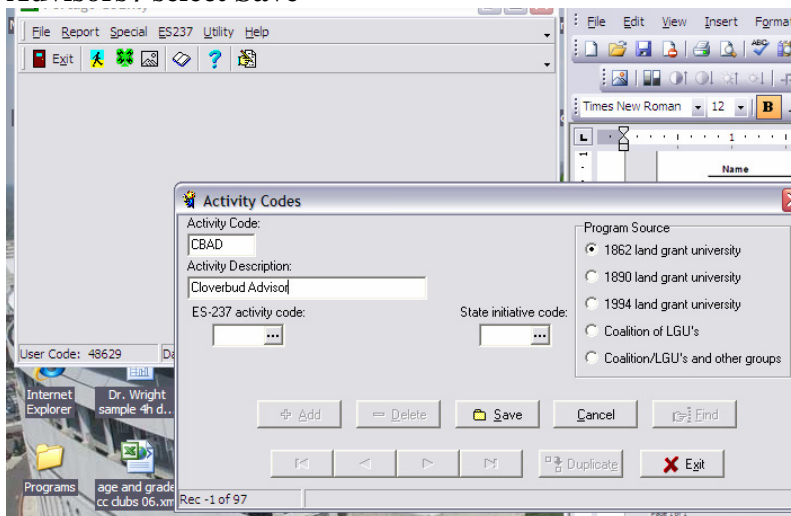 File Report Special ES237 Utility Help
Exit
File Edit View Insert Format
Times New Roman 12 B
Name
Activity Codes
Activity Code:
CBAD
Activity Description:
Cloverbud Advisor
ES-237 activity code:
State initiative code:
Program Source
1862 land grant university
1890 land grant university
1994 land grant university
Coalition of LGU's
Coalition/LGU's and other groups
User Code: 48629
Internet Explorer
Dr. Wright sample 4h d...
Programs
age and grade cc clubs 06.xm
Add Delete Save Cancel Find
Duplicate Exit
Rec -1 of 97